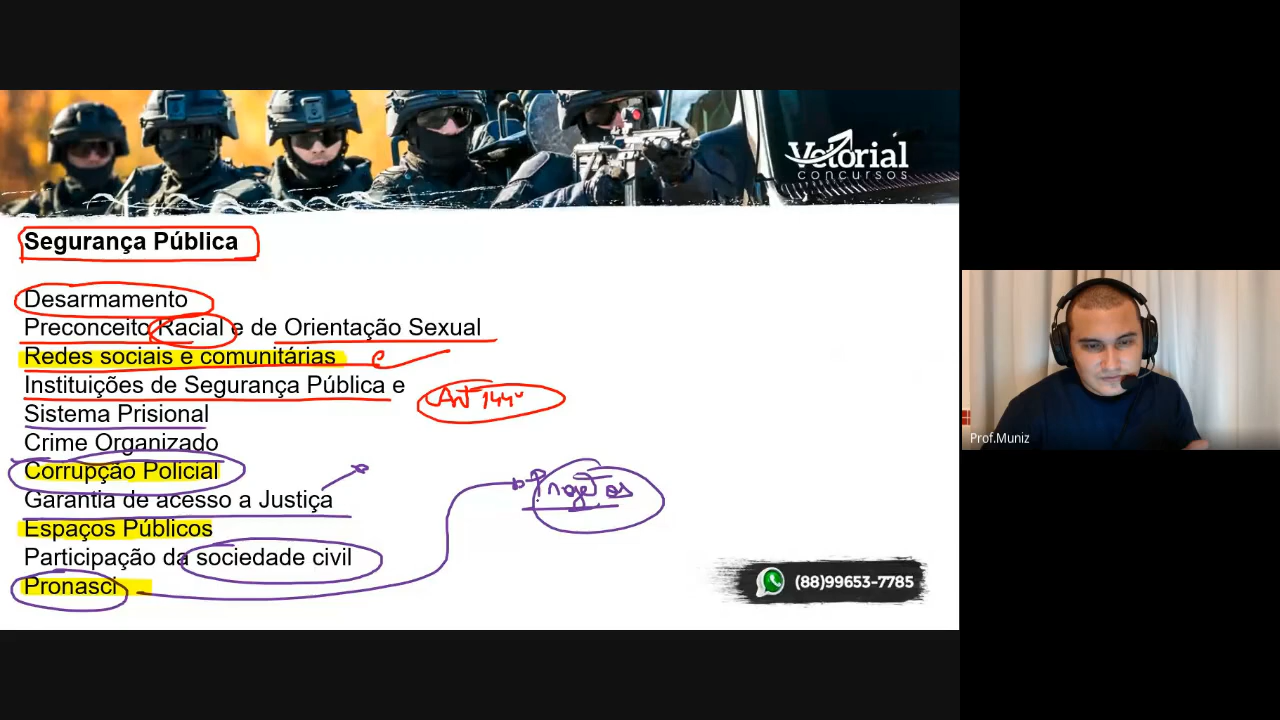 Vetorial
concursos
Segurança Pública
Desarmamento
Preconceito Racial e de Orientação Sexual
Redes sociais e comunitárias
Instituições de Segurança Pública e
Art 144º
Sistema Prisional
Crime Organizado
Corrupção Policial
Garantia de acesso a Justiça
Projetos
Espaços Públicos
Participação da sociedade civil
Pronasci
(88)99653-7785
Prof.Muniz